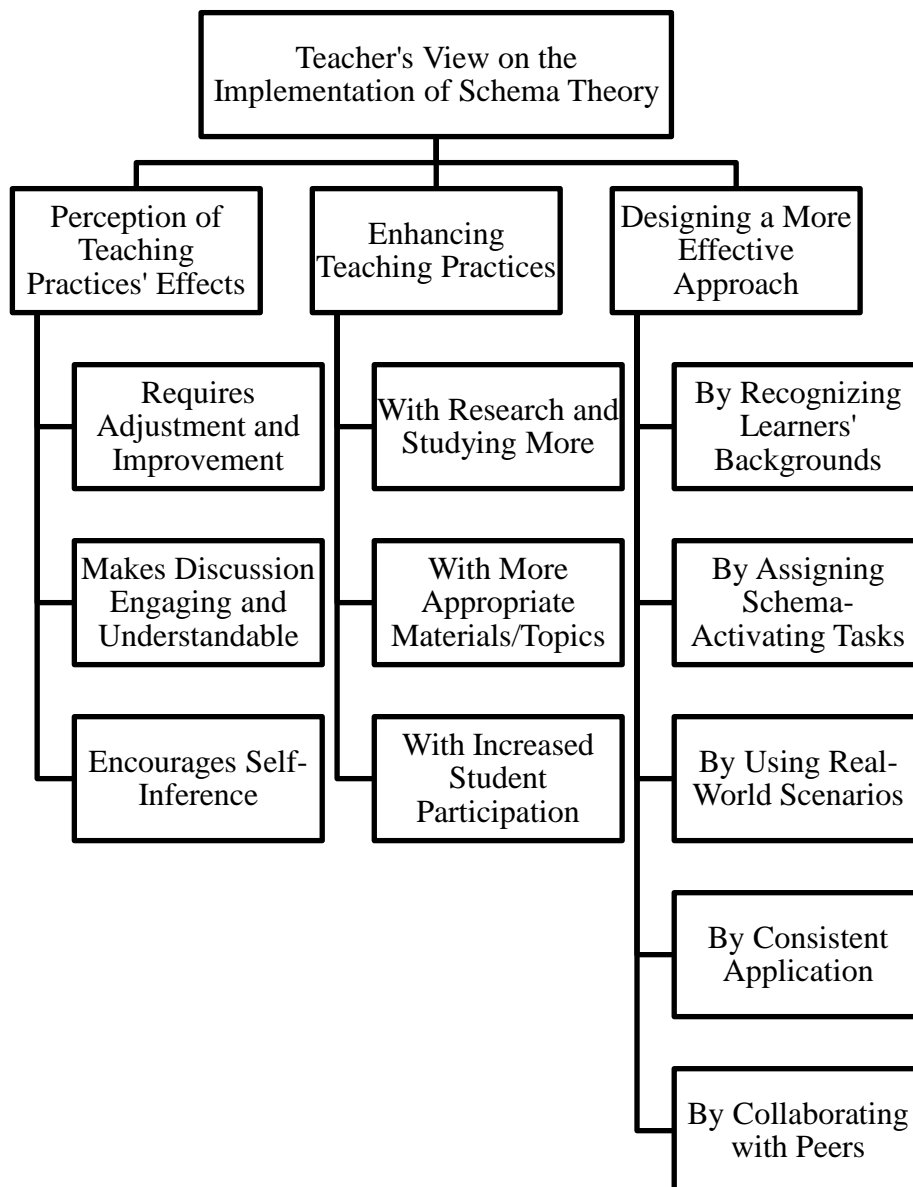 Teacher's View on the
Implementation of Schema Theory
Perception of
Teaching
Practices' Effects
Requires
Adjustment and
Improvement
Makes Discussion
Engaging and
Understandable
Encourages Self-
Inference
Enhancing
Teaching Practices
With Research and
Studying More
With More
Appropriate
Materials/Topics
With Increased
Student
Participation
Designing a More
Effective
Approach
By Recognizing
Learners'
Backgrounds
By Assigning
Schema-
Activating Tasks
By Using Real-
World Scenarios
By Consistent
Application
By Collaborating
with Peers